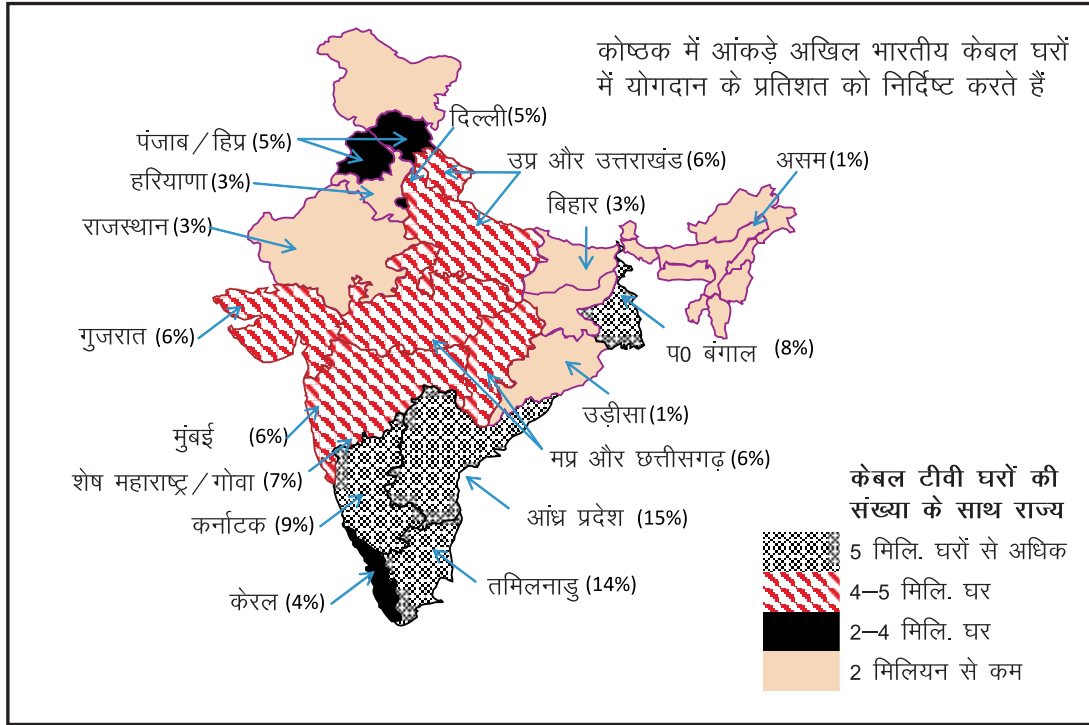 कोष्ठक में आंकड़े अखिल भारतीय केबल घरों
में योगदान के प्रतिशत को निर्दिष्ट करते हैं
दिल्ली (5%)
पंजाब/हिप्र (5%)
उप्र और उत्तराखंड (6%)
असम (1%)
हरियाणा (3%)
बिहार (3%)
राजस्थान (3%)
गुजरात (6%)
प0 बंगाल (8%)
उड़ीसा (1%)
मुंबई (6%)
मप्र और छत्तीसगढ़ (6%)
शेष महाराष्ट्र/गोवा (7%)
कर्नाटक (9%)
आंध्र प्रदेश (15%)
केरल (4%)
तमिलनाडु (14%)
केबल टीवी घरों की
संख्या के साथ राज्य
5 मिलि. घरों से अधिक
4–5 मिलि. घर
2–4 मिलि. घर
2 मिलियन से कम